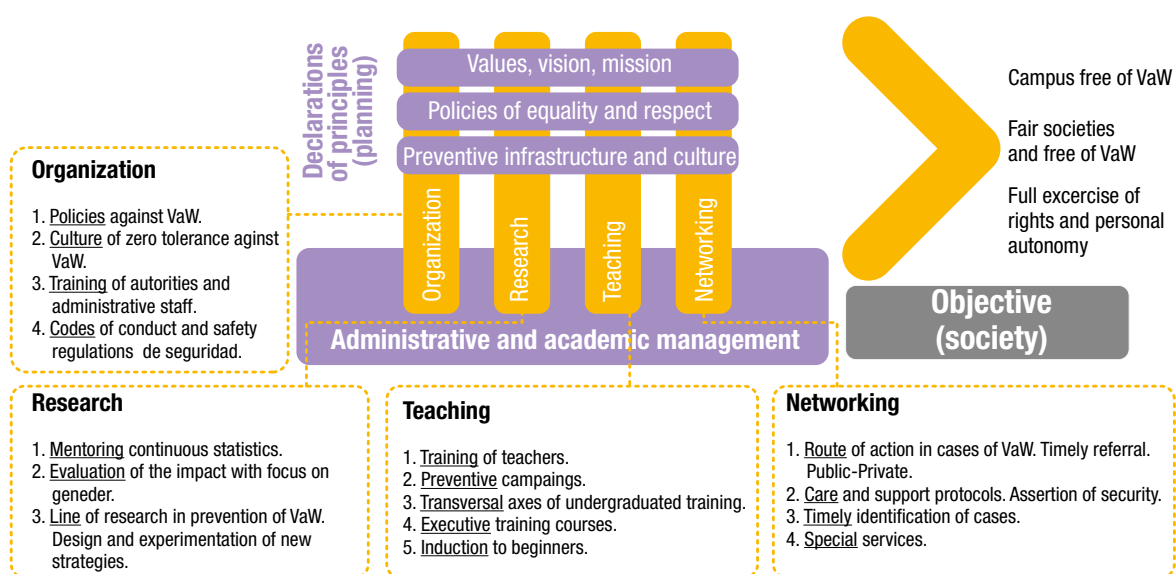 Declarations
of principles
(planning)
Values, vision, mission
Policies of equality and respect
Preventive infrastructure and culture
Organization
Research
Teaching
Networking
Administrative and academic management
Campus free of VaW
Fair societies
and free of VaW
Full excercise of
rights and personal
autonomy
Objective
(society)
Organization
1. Policies against VaW.
2. Culture of zero tolerance aginst
VaW.
3. Training of autorities and
administrative staff.
4. Codes of conduct and safety
regulations de seguridad.
Research
1. Mentoring continuous statistics.
2. Evaluation of the impact with focus on
geneder.
3. Line of research in prevention of VaW.
Design and experimentation of new
strategies.
Teaching
1. Training of teachers.
2. Preventive campaings.
3. Transversal axes of undergraduated training.
4. Executive training courses.
5. Induction to beginners.
Networking
1. Route of action in cases of VaW. Timely referral.
Public-Private.
2. Care and support protocols. Assertion of security.
3. Timely identification of cases.
4. Special services.